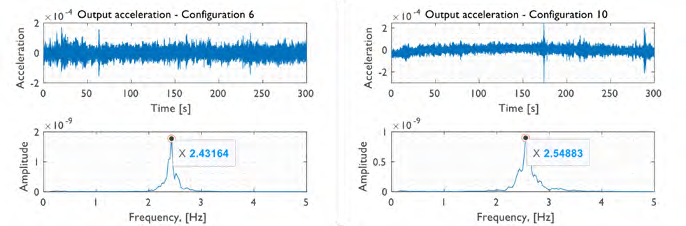 Output acceleration - Configuration 6
×10⁻⁴
Acceleration
2
0
-2
0 50 100 150 200 250 300
Time [s]
×10⁻⁹
Amplitude
2
1
0
X 2.43164
0 1 2 3 4 5
Frequency, [Hz]
Output acceleration - Configuration 10
×10⁻⁴
Acceleration
2
0
-2
0 50 100 150 200 250 300
Time [s]
×10⁻⁹
Amplitude
1
0.5
0
X 2.54883
0 1 2 3 4 5
Frequency, [Hz]